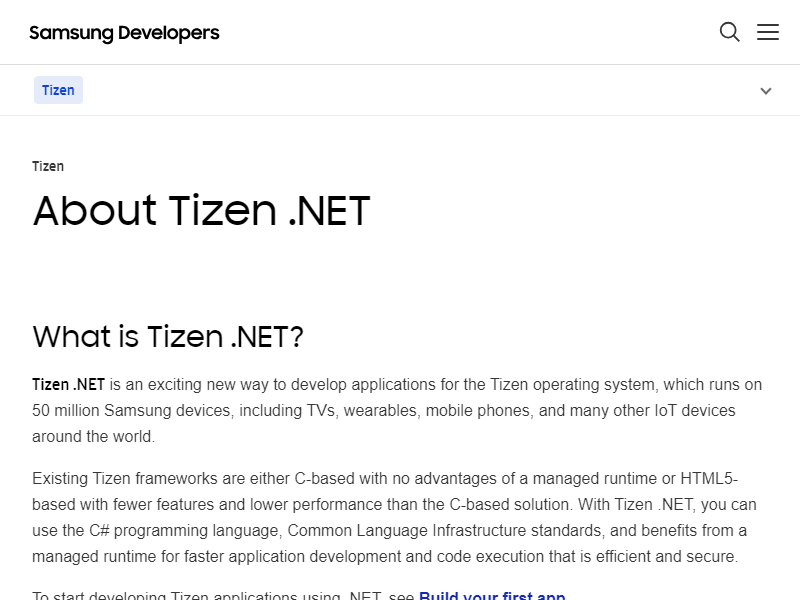 Samsung Developers
Tizen
Tizen
About Tizen .NET
What is Tizen .NET?
Tizen .NET is an exciting new way to develop applications for the Tizen operating system, which runs on
50 million Samsung devices, including TVs, wearables, mobile phones, and many other IoT devices
around the world.
Existing Tizen frameworks are either C-based with no advantages of a managed runtime or HTML5-
based with fewer features and lower performance than the C-based solution. With Tizen .NET, you can
use the C# programming language, Common Language Infrastructure standards, and benefits from a
managed runtime for faster application development and code execution that is efficient and secure.
To start developing Tizen applications using .NET, see Build your first app